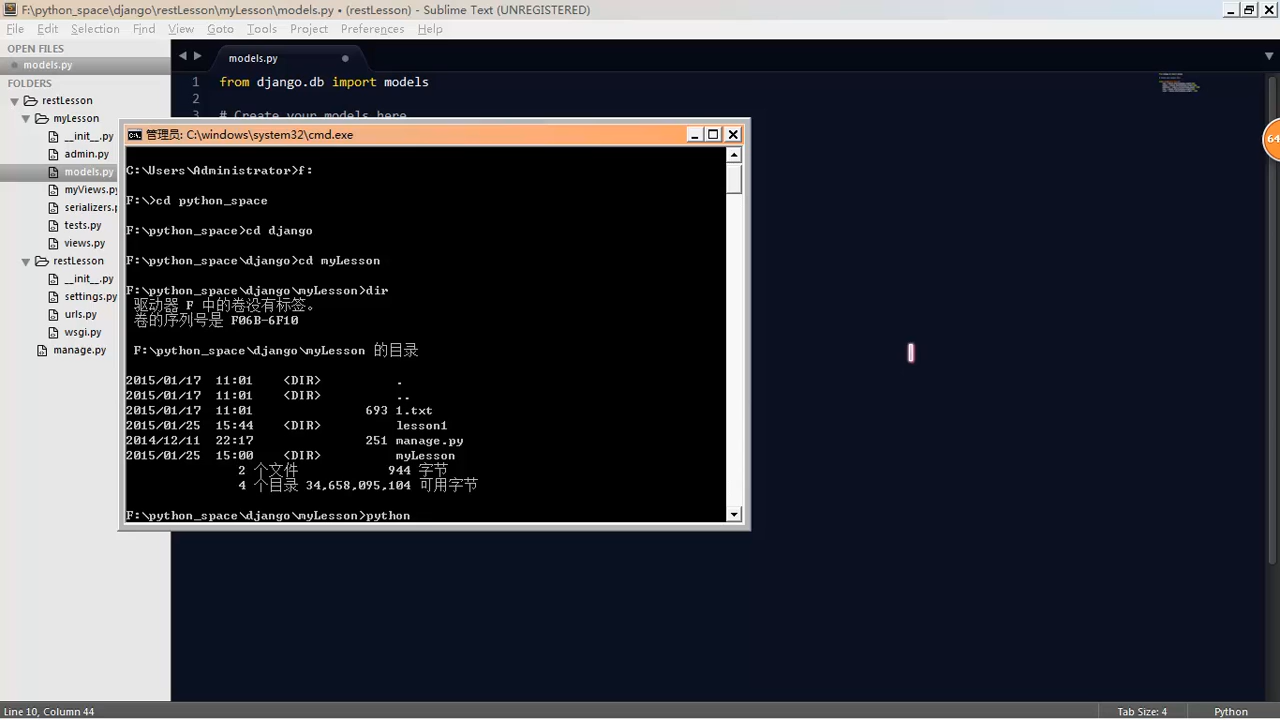 F:\python_space\django\restLesson\myLesson\models.py • (restLesson) - Sublime Text (UNREGISTERED)
File Edit Selection Find View Goto Tools Project Preferences Help
OPEN FILES
models.py
FOLDERS
restLesson
myLesson
__init__.py
admin.py
models.py
myViews.py
serializers.p
tests.py
views.py
restLesson
__init__.py
settings.py
urls.py
wsgi.py
manage.py
models.py
1 from django.db import models
2
3 # Create your models here
管理员: C:\windows\system32\cmd.exe
C:\Users\Administrator>f:
F:\>cd python_space
F:\python_space>cd django
F:\python_space\django>cd myLesson
F:\python_space\django\myLesson>dir
驱动器 F 中的卷没有标签。
卷的序列号是 F06B-6F10
F:\python_space\django\myLesson 的目录
2015/01/17 11:01 <DIR> .
2015/01/17 11:01 <DIR> ..
2015/01/17 11:01 693 1.txt
2015/01/25 15:44 <DIR> lesson1
2014/12/11 22:17 251 manage.py
2015/01/25 15:00 <DIR> myLesson
2 个文件 944 字节
4 个目录 34,658,095,104 可用字节
F:\python_space\django\myLesson>python
64
Line 10, Column 44
Tab Size: 4
Python